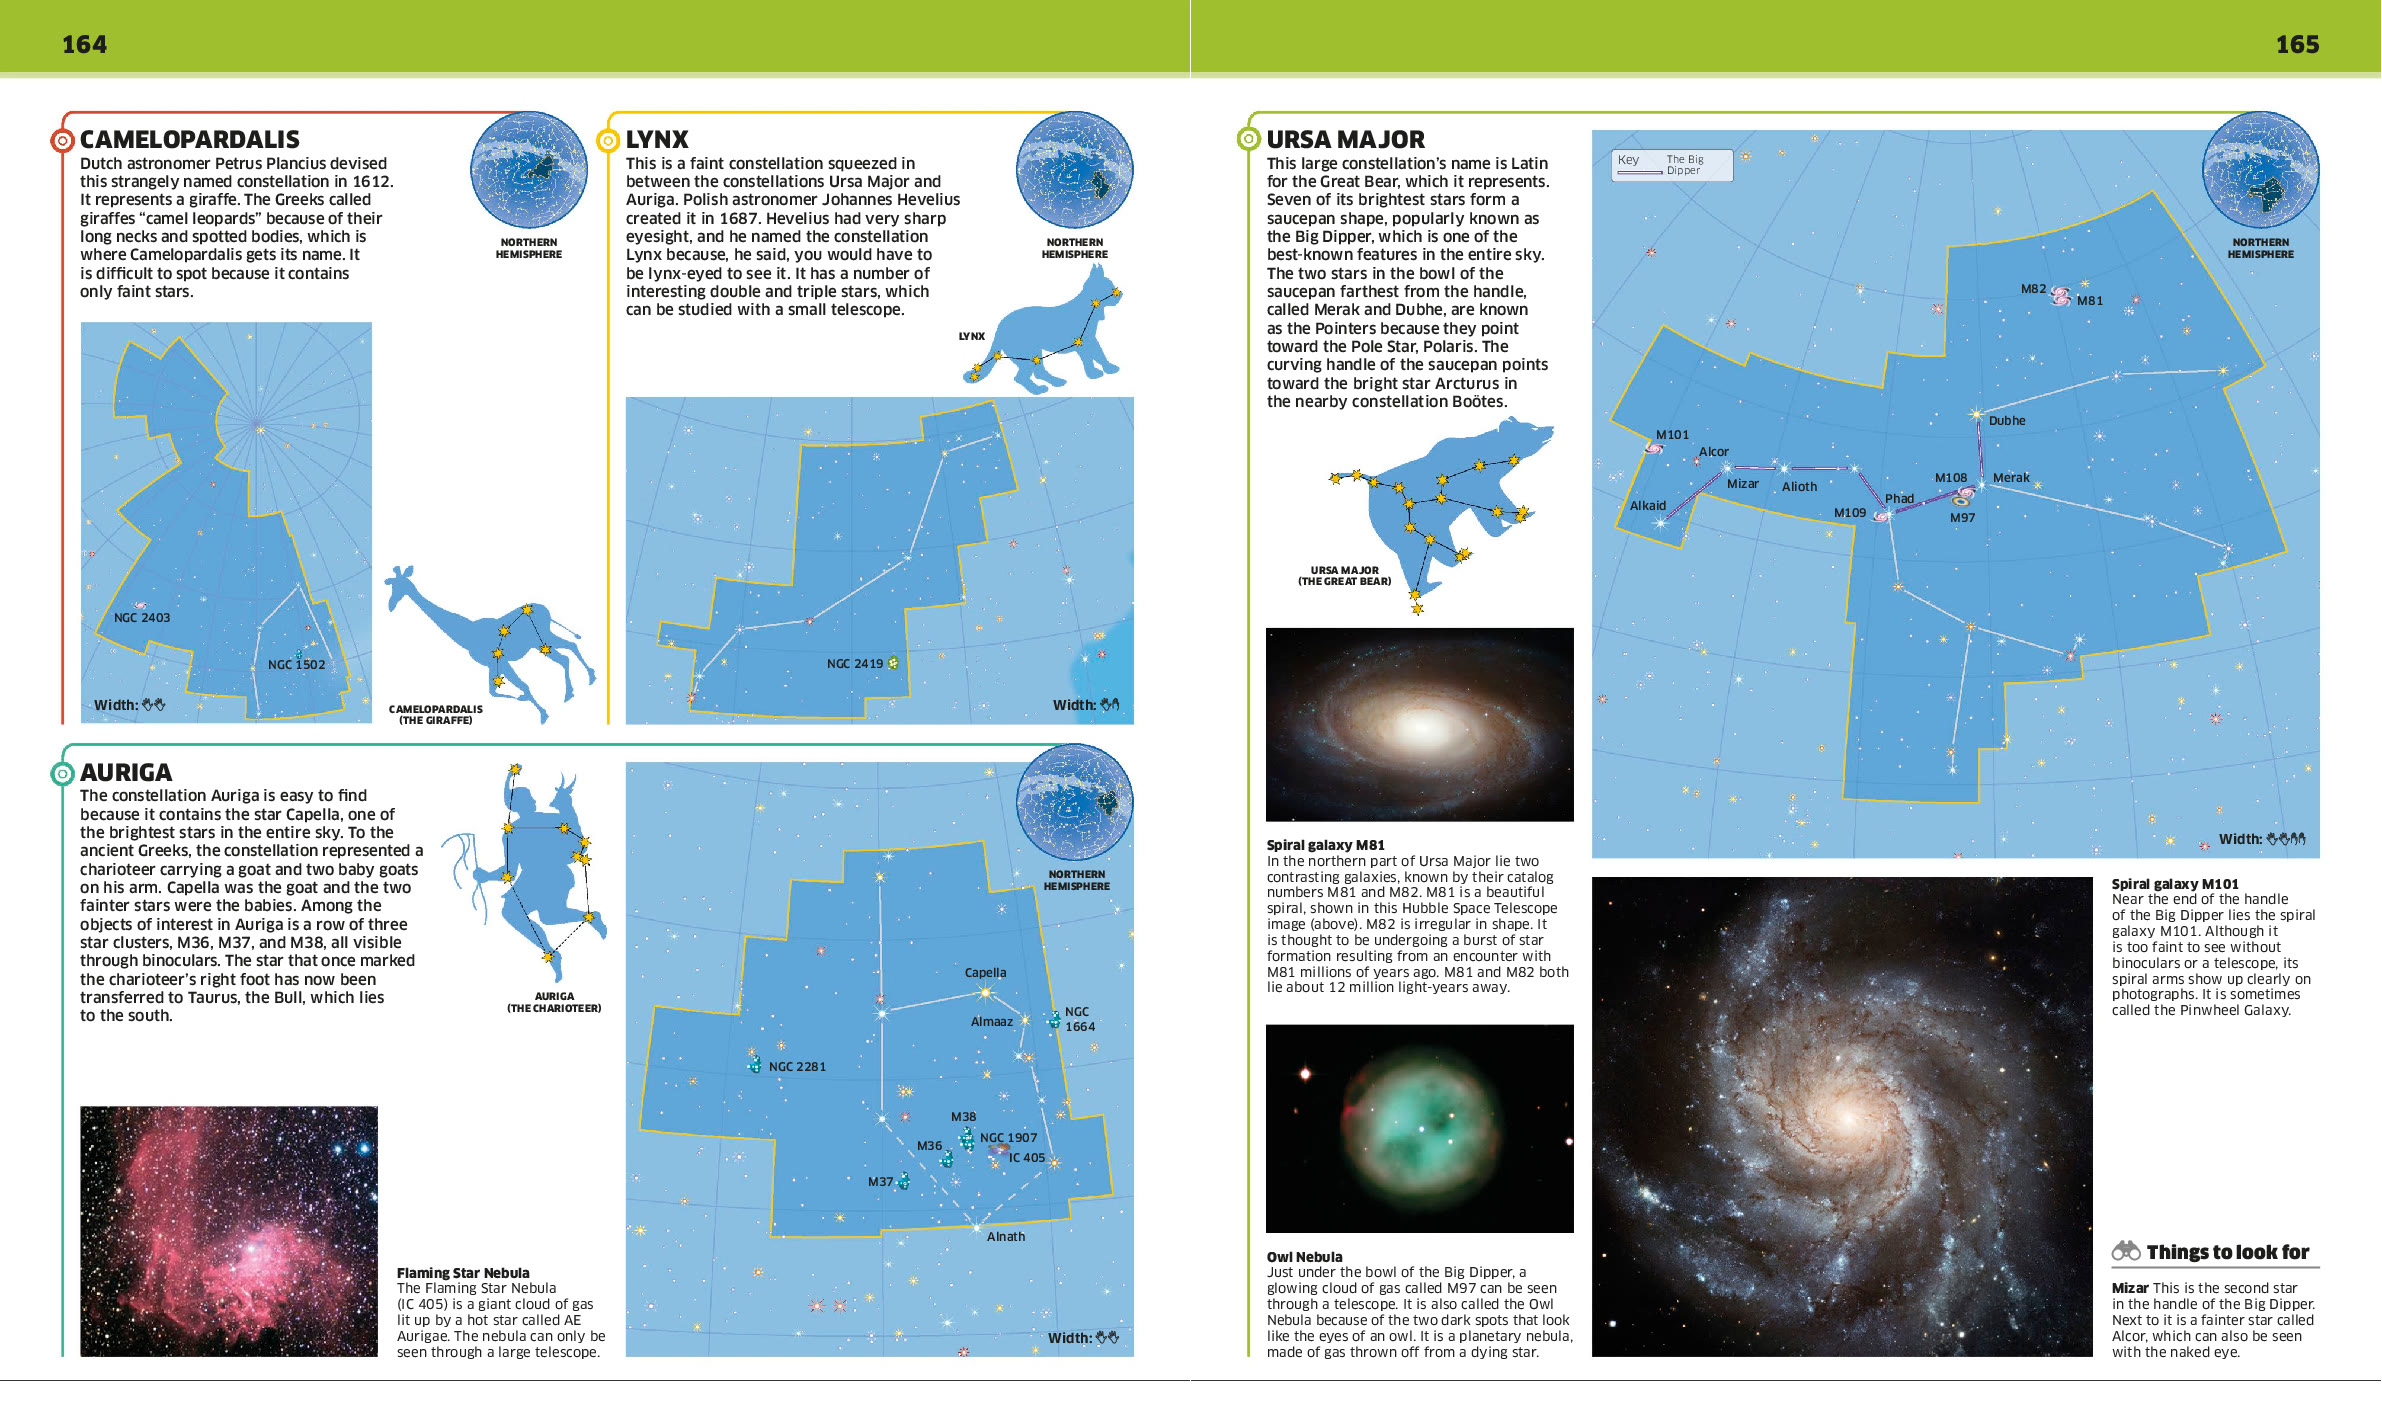 164
165
CAMELOPARDALIS
Dutch astronomer Petrus Plancius devised
this strangely named constellation in 1612.
It represents a giraffe. The Greeks called
giraffes “camel leopards” because of their
long necks and spotted bodies, which is
where Camelopardalis gets its name. It
is difficult to spot because it contains
only faint stars.
NORTHERN
HEMISPHERE
NGC 2403
NGC 1502
Width:
CAMELOPARDALIS
(THE GIRAFFE)
LYNX
This is a faint constellation squeezed in
between the constellations Ursa Major and
Auriga. Polish astronomer Johannes Hevelius
created it in 1687. Hevelius had very sharp
eyesight, and he named the constellation
Lynx because, he said, you would have to
be lynx-eyed to see it. It has a number of
interesting double and triple stars, which
can be studied with a small telescope.
NORTHERN
HEMISPHERE
LYNX
NGC 2419
Width:
AURIGA
The constellation Auriga is easy to find
because it contains the star Capella, one of
the brightest stars in the entire sky. To the
ancient Greeks, the constellation represented a
charioteer carrying a goat and two baby goats
on his arm. Capella was the goat and the two
fainter stars were the babies. Among the
objects of interest in Auriga is a row of three
star clusters, M36, M37, and M38, all visible
through binoculars. The star that once marked
the charioteer’s right foot has now been
transferred to Taurus, the Bull, which lies
to the south.
AURIGA
(THE CHARIOTEER)
NORTHERN
HEMISPHERE
Capella
Almaaz
NGC
1664
NGC 2281
M38
NGC 1907
M36
IC 405
M37
Alnath
Width:
Flaming Star Nebula
The Flaming Star Nebula
(IC 405) is a giant cloud of gas
lit up by a hot star called AE
Aurigae. The nebula can only be
seen through a large telescope.
URSA MAJOR
This large constellation’s name is Latin
for the Great Bear, which it represents.
Seven of its brightest stars form a
saucepan shape, popularly known as
the Big Dipper, which is one of the
best-known features in the entire sky.
The two stars in the bowl of the
saucepan farthest from the handle,
called Merak and Dubhe, are known
as the Pointers because they point
toward the Pole Star, Polaris. The
curving handle of the saucepan points
toward the bright star Arcturus in
the nearby constellation Boötes.
URSA MAJOR
(THE GREAT BEAR)
Key
The Big
Dipper
NORTHERN
HEMISPHERE
M82
M81
Dubhe
M101
Alcor
Mizar
Alioth
M108
Merak
Phad
Alkaid
M109
M97
Width:
Spiral galaxy M81
In the northern part of Ursa Major lie two
contrasting galaxies, known by their catalog
numbers M81 and M82. M81 is a beautiful
spiral, shown in this Hubble Space Telescope
image (above). M82 is irregular in shape. It
is thought to be undergoing a burst of star
formation resulting from an encounter with
M81 millions of years ago. M81 and M82 both
lie about 12 million light-years away.
Owl Nebula
Just under the bowl of the Big Dipper, a
glowing cloud of gas called M97 can be seen
through a telescope. It is also called the Owl
Nebula because of the two dark spots that look
like the eyes of an owl. It is a planetary nebula,
made of gas thrown off from a dying star.
Spiral galaxy M101
Near the end of the handle
of the Big Dipper lies the spiral
galaxy M101. Although it
is too faint to see without
binoculars or a telescope, its
spiral arms show up clearly on
photographs. It is sometimes
called the Pinwheel Galaxy.
Things to look for
Mizar This is the second star
in the handle of the Big Dipper.
Next to it is a fainter star called
Alcor, which can also be seen
with the naked eye.